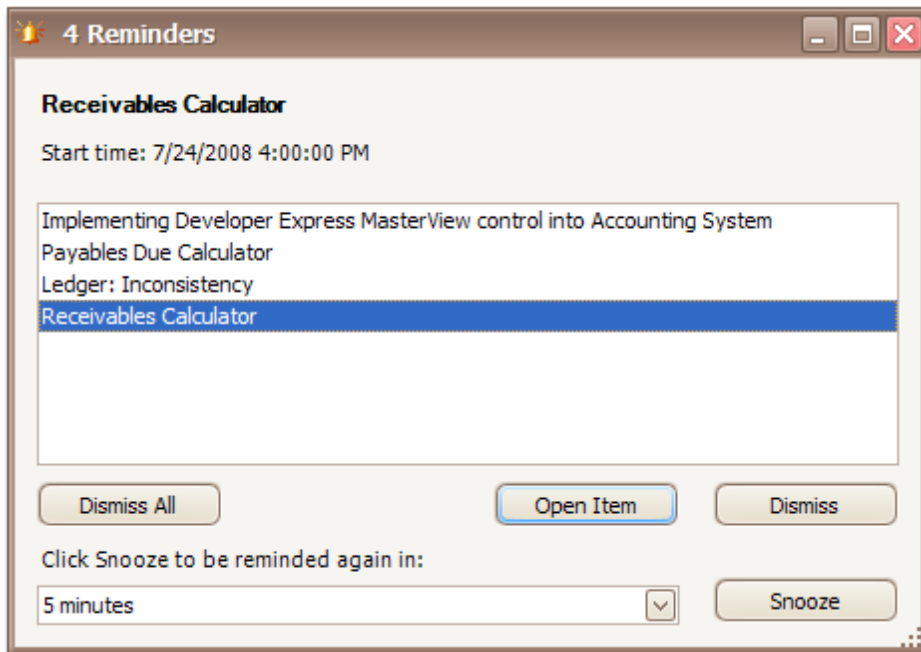 4 Reminders
Receivables Calculator
Start time: 7/24/2008 4:00:00 PM
Implementing Developer Express MasterView control into Accounting System
Payables Due Calculator
Ledger: Inconsistency
Receivables Calculator
Dismiss All Open Item Dismiss
Click Snooze to be reminded again in:
5 minutes Snooze